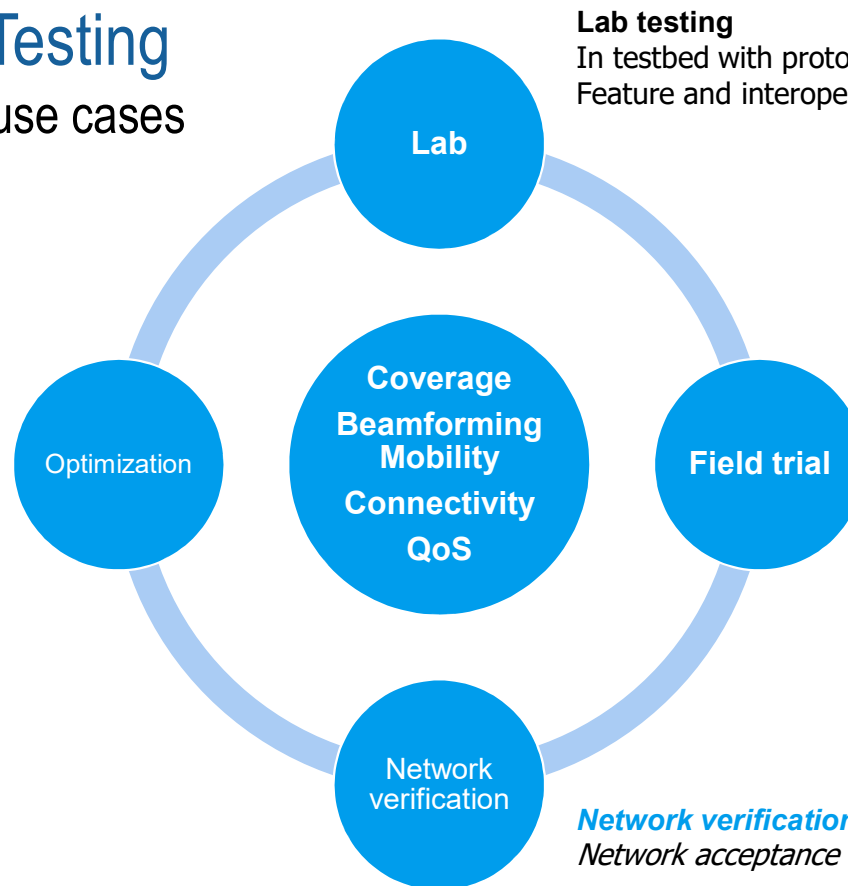 Testing
use cases
Lab testing
In testbed with proto
Feature and interope
Lab
Coverage
Beamforming
Mobility
Connectivity
QoS
Optimization
Field trial
Network
verification
Network verification
Network acceptance